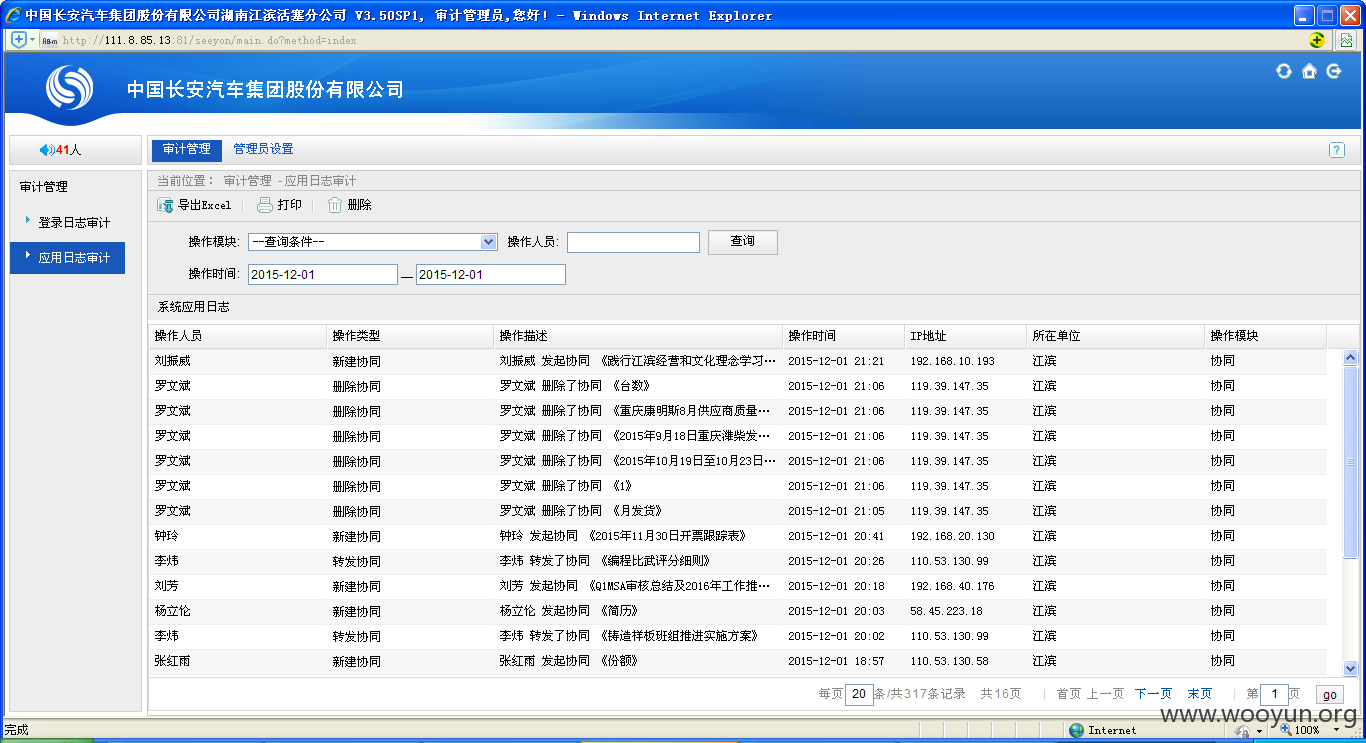 中国长安汽车集团股份有限公司湖南江滨活塞分公司 V3.50SP1, 审计管理员,您好! - Windows Internet Explorer
http://111.8.85.13:81/seeyon/main.do?method=index
中国长安汽车集团股份有限公司
41人
审计管理 管理员设置
审计管理
登录日志审计
应用日志审计
当前位置： 审计管理 - 应用日志审计
导出Excel 打印 删除
操作模块: --查询条件-- 操作人员: 查询
操作时间: 2015-12-01 — 2015-12-01
系统应用日志
操作人员 操作类型 操作描述 操作时间 IP地址 所在单位 操作模块
刘振威 新建协同 刘振威 发起协同 《践行江滨经营和文化理念学习… 2015-12-01 21:21 192.168.10.193 江滨 协同
罗文斌 删除协同 罗文斌 删除了协同 《台数》 2015-12-01 21:06 119.39.147.35 江滨 协同
罗文斌 删除协同 罗文斌 删除了协同 《重庆康明斯8月供应商质量… 2015-12-01 21:06 119.39.147.35 江滨 协同
罗文斌 删除协同 罗文斌 删除了协同 《2015年9月18日重庆潍柴发… 2015-12-01 21:06 119.39.147.35 江滨 协同
罗文斌 删除协同 罗文斌 删除了协同 《2015年10月19日至10月23日… 2015-12-01 21:06 119.39.147.35 江滨 协同
罗文斌 删除协同 罗文斌 删除了协同 《1》 2015-12-01 21:06 119.39.147.35 江滨 协同
罗文斌 删除协同 罗文斌 删除了协同 《月发货》 2015-12-01 21:05 119.39.147.35 江滨 协同
钟玲 新建协同 钟玲 发起协同 《2015年11月30日开票跟踪表》 2015-12-01 20:41 192.168.20.130 江滨 协同
李炜 转发协同 李炜 转发了协同 《编程比武评分细则》 2015-12-01 20:26 110.53.130.99 江滨 协同
刘芳 新建协同 刘芳 发起协同 《Q1MSA审核总结及2016年工作推… 2015-12-01 20:18 192.168.40.176 江滨 协同
杨立伦 新建协同 杨立伦 发起协同 《简历》 2015-12-01 20:03 58.45.223.18 江滨 协同
李炜 转发协同 李炜 转发了协同 《铸造样板班组推进实施方案》 2015-12-01 20:02 110.53.130.99 江滨 协同
张红雨 新建协同 张红雨 发起协同 《份额》 2015-12-01 18:57 110.53.130.58 江滨 协同
每页 20 条/共317条记录 共16页 | 首页 上一页 下一页 末页 | 第 1 页 go
www.wooyun.org
完成 Internet 100%